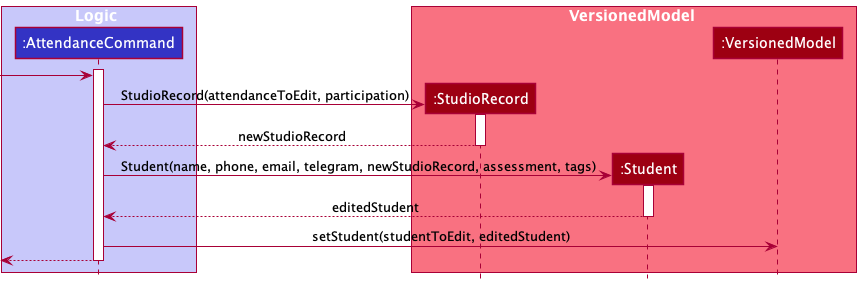 Logic
VersionedModel
:AttendanceCommand
:VersionedModel
StudioRecord(attendanceToEdit, participation)
:StudioRecord
newStudioRecord
Student(name, phone, email, telegram, newStudioRecord, assessment, tags)
:Student
editedStudent
setStudent(studentToEdit, editedStudent)